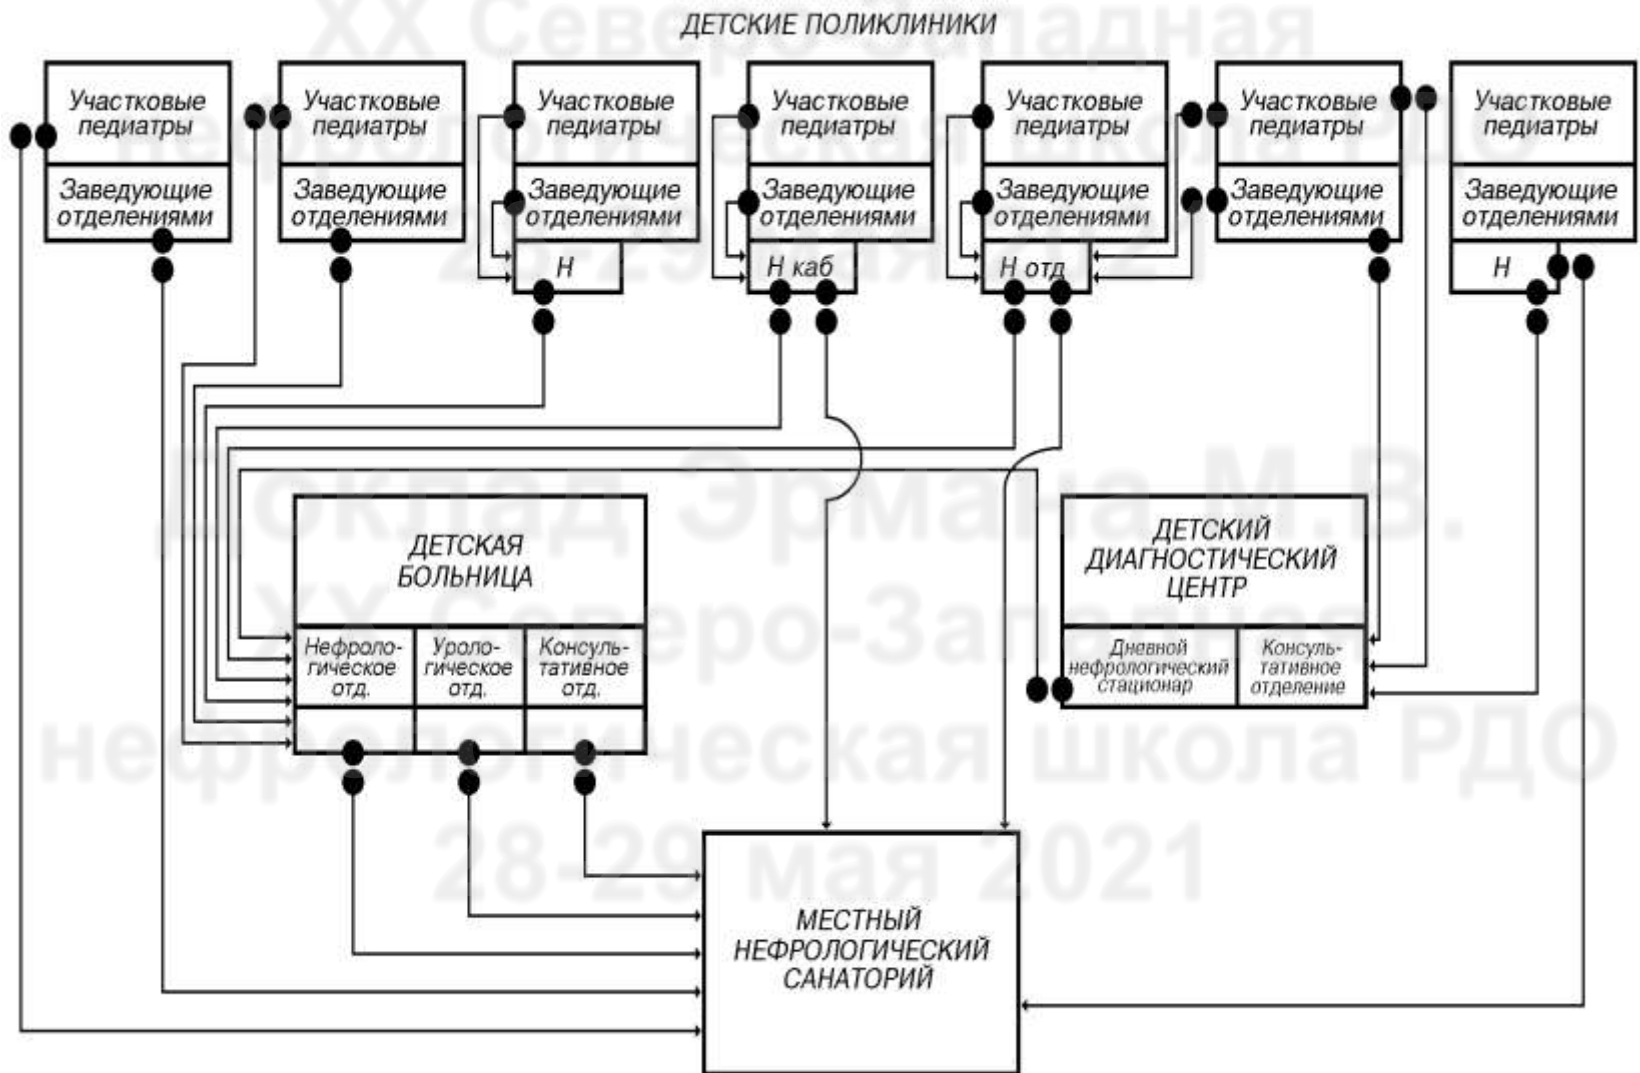 ДЕТСКИЕ ПОЛИКЛИНИКИ
Участковые
педиатры
Заведующие
отделениями
Участковые
педиатры
Заведующие
отделениями
Участковые
педиатры
Заведующие
отделениями
Н
Участковые
педиатры
Заведующие
отделениями
Н каб
Участковые
педиатры
Заведующие
отделениями
Н отд
Участковые
педиатры
Заведующие
отделениями
Участковые
педиатры
Заведующие
отделениями
Н
ДЕТСКАЯ
БОЛЬНИЦА
Нефроло-
гическое
отд.
Уроло-
гическое
отд.
Консуль-
тативное
отд.
ДЕТСКИЙ
ДИАГНОСТИЧЕСКИЙ
ЦЕНТР
Дневной
нефрологический
стационар
Консуль-
тативное
отделение
МЕСТНЫЙ
НЕФРОЛОГИЧЕСКИЙ
САНАТОРИЙ
XX Северо-Западная
нефрологическая школа РДО
28-29 мая 2021
Доклад Эрмана М.В.
XX Северо-Западная
нефрологическая школа РДО
28-29 мая 2021